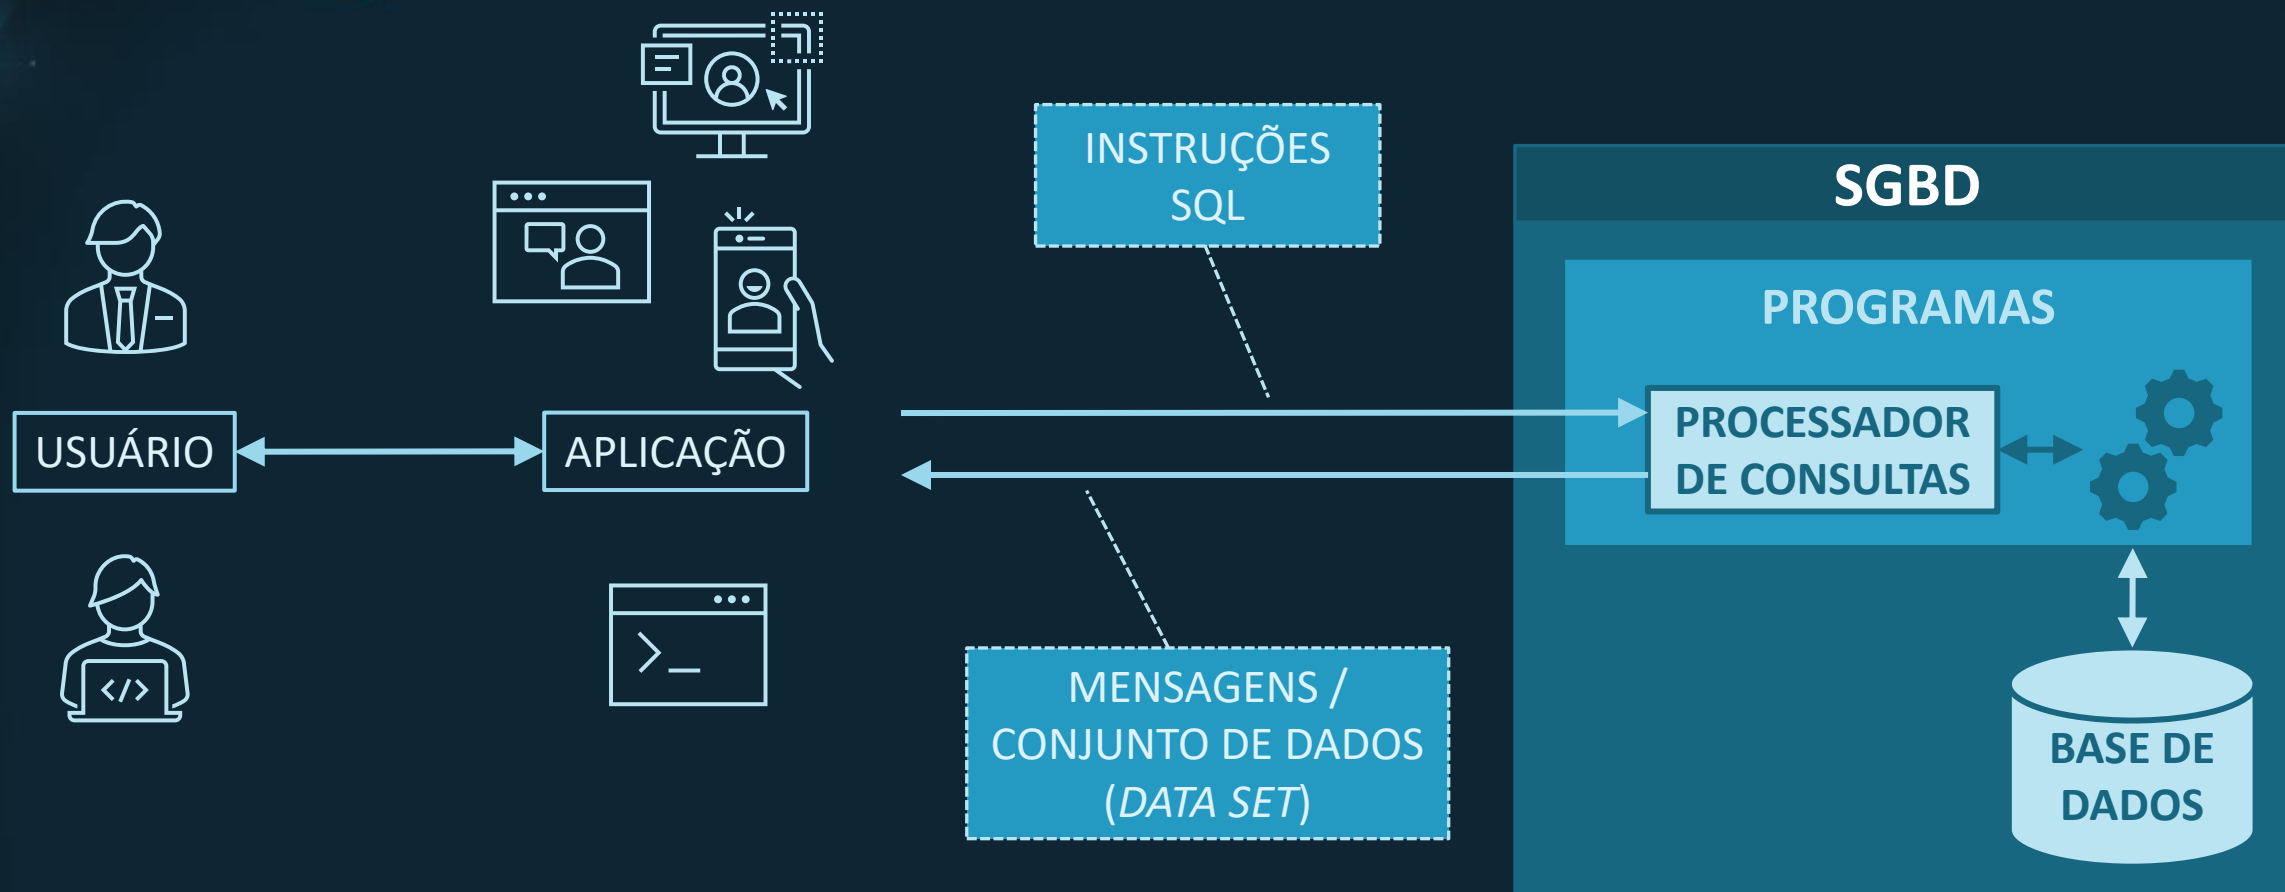 INSTRUÇÕES
SQL
SGBD
PROGRAMAS
USUÁRIO
APLICAÇÃO
PROCESSADOR
DE CONSULTAS
</>
>_
MENSAGENS /
CONJUNTO DE DADOS
(DATA SET)
BASE DE
DADOS